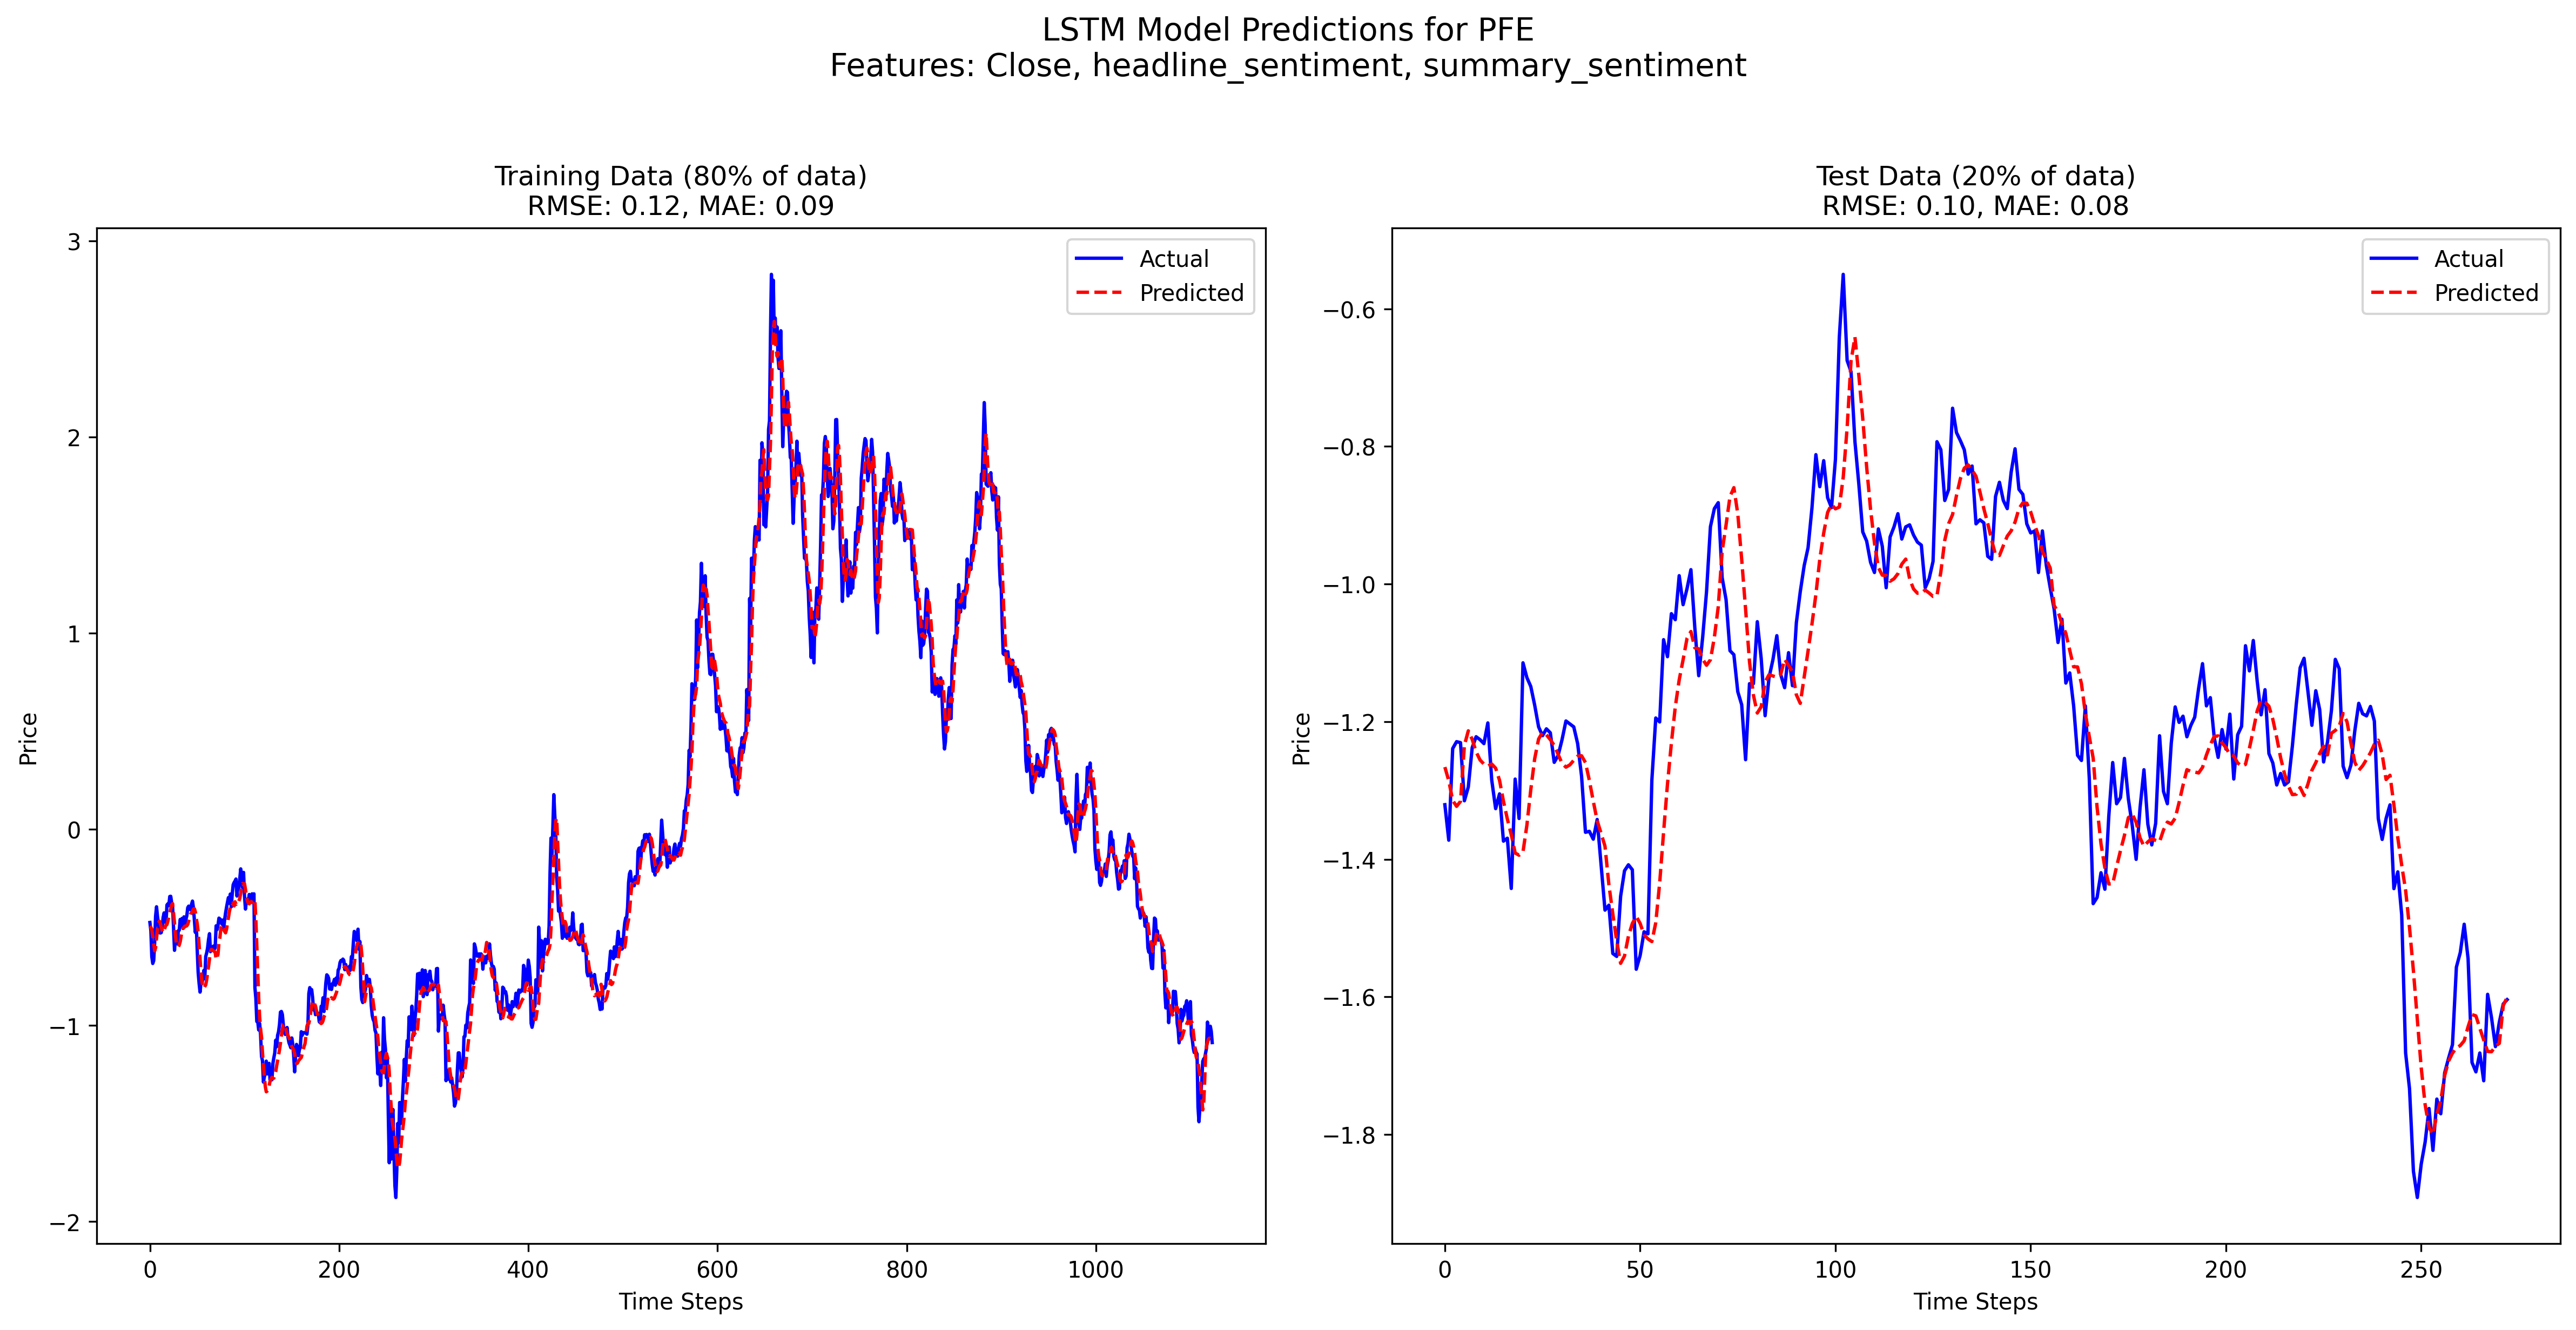 LSTM Model Predictions for PFE
Features: Close, headline_sentiment, summary_sentiment
Training Data (80% of data)
RMSE: 0.12, MAE: 0.09
3
2
1
0
−1
−2
Price
0 200 400 600 800 1000
Time Steps
Actual
Predicted
Test Data (20% of data)
RMSE: 0.10, MAE: 0.08
−0.6
−0.8
−1.0
−1.2
−1.4
−1.6
−1.8
Price
0 50 100 150 200 250
Time Steps
Actual
Predicted